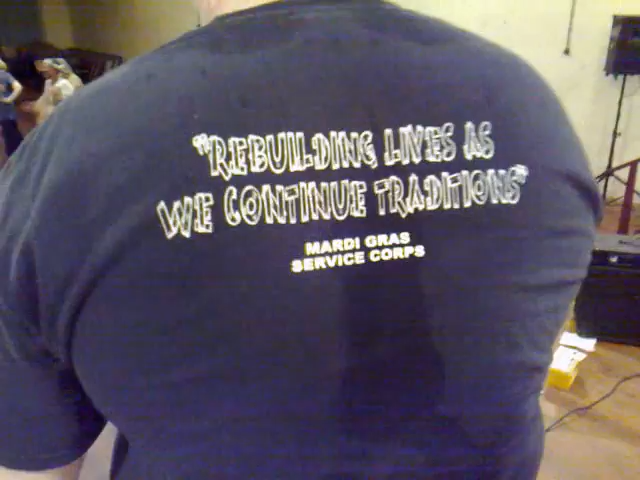 "REBUILDING LIVES AS
WE CONTINUE TRADITIONS"
MARDI GRAS
SERVICE CORPS